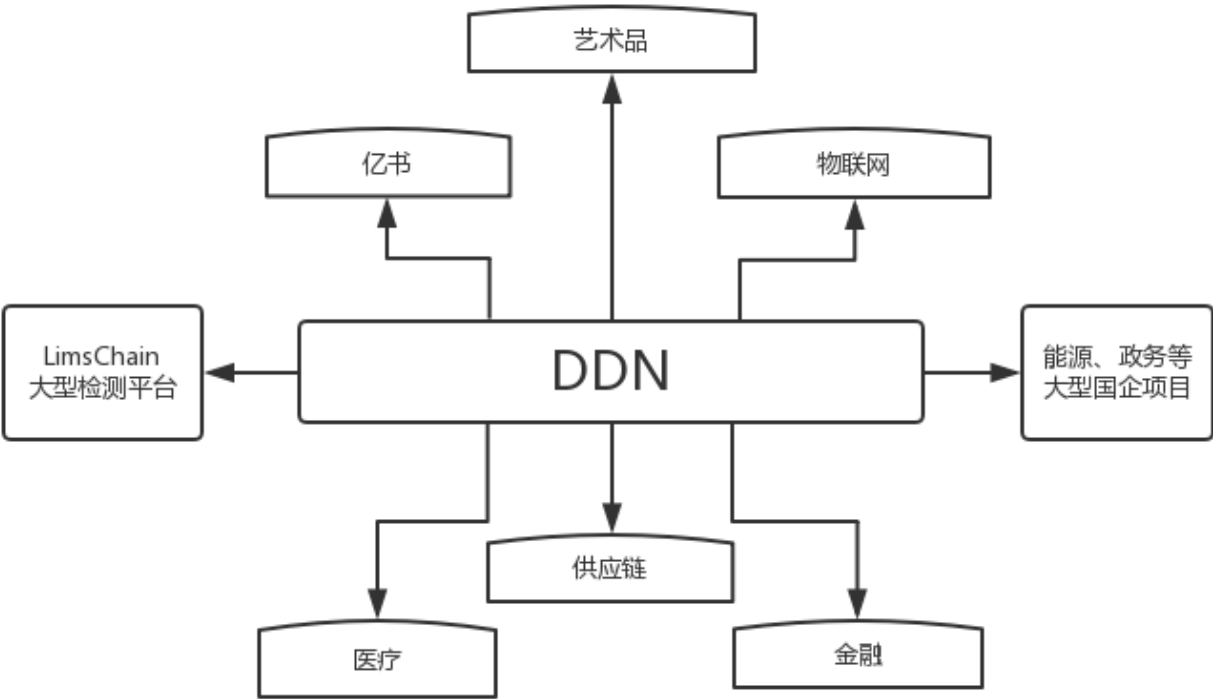 艺术品
亿书
物联网
LimsChain
大型检测平台
DDN
能源、政务等
大型国企项目
供应链
医疗
金融